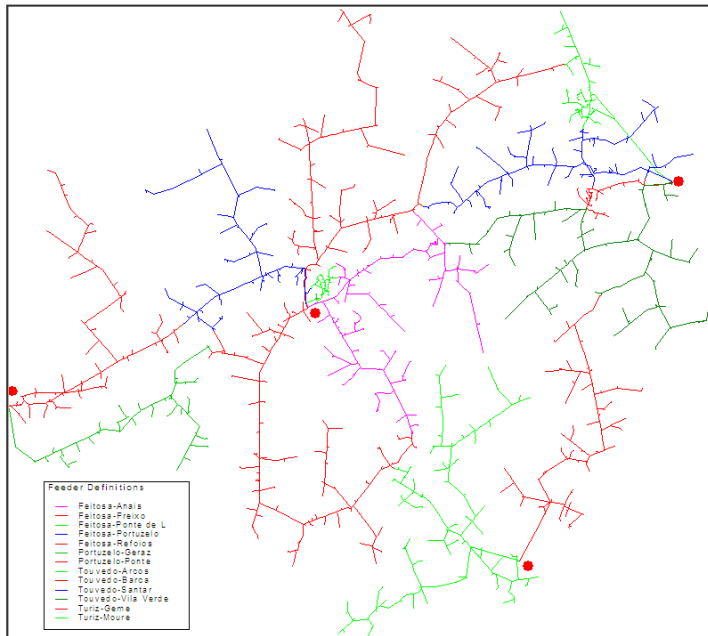 Feeder Definitions
Feitosa-Anais
Feitosa-Freixo
Feitosa-Ponte de L
Feitosa-Portuzelo
Feitosa-Refoios
Portuzelo-Geraz
Portuzelo-Ponte
Touvedo-Arcos
Touvedo-Barca
Touvedo-Santar
Touvedo-Vila Verde
Turiz-Geme
Turiz-Moure